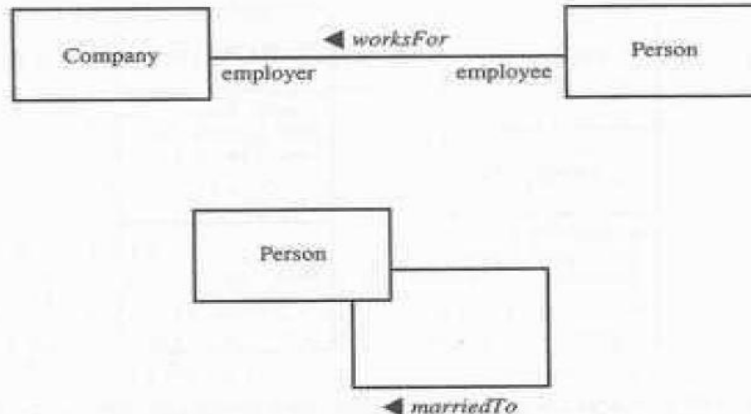 ◄ worksFor
Company
Person
employer
employee
Person
◄ marriedTo